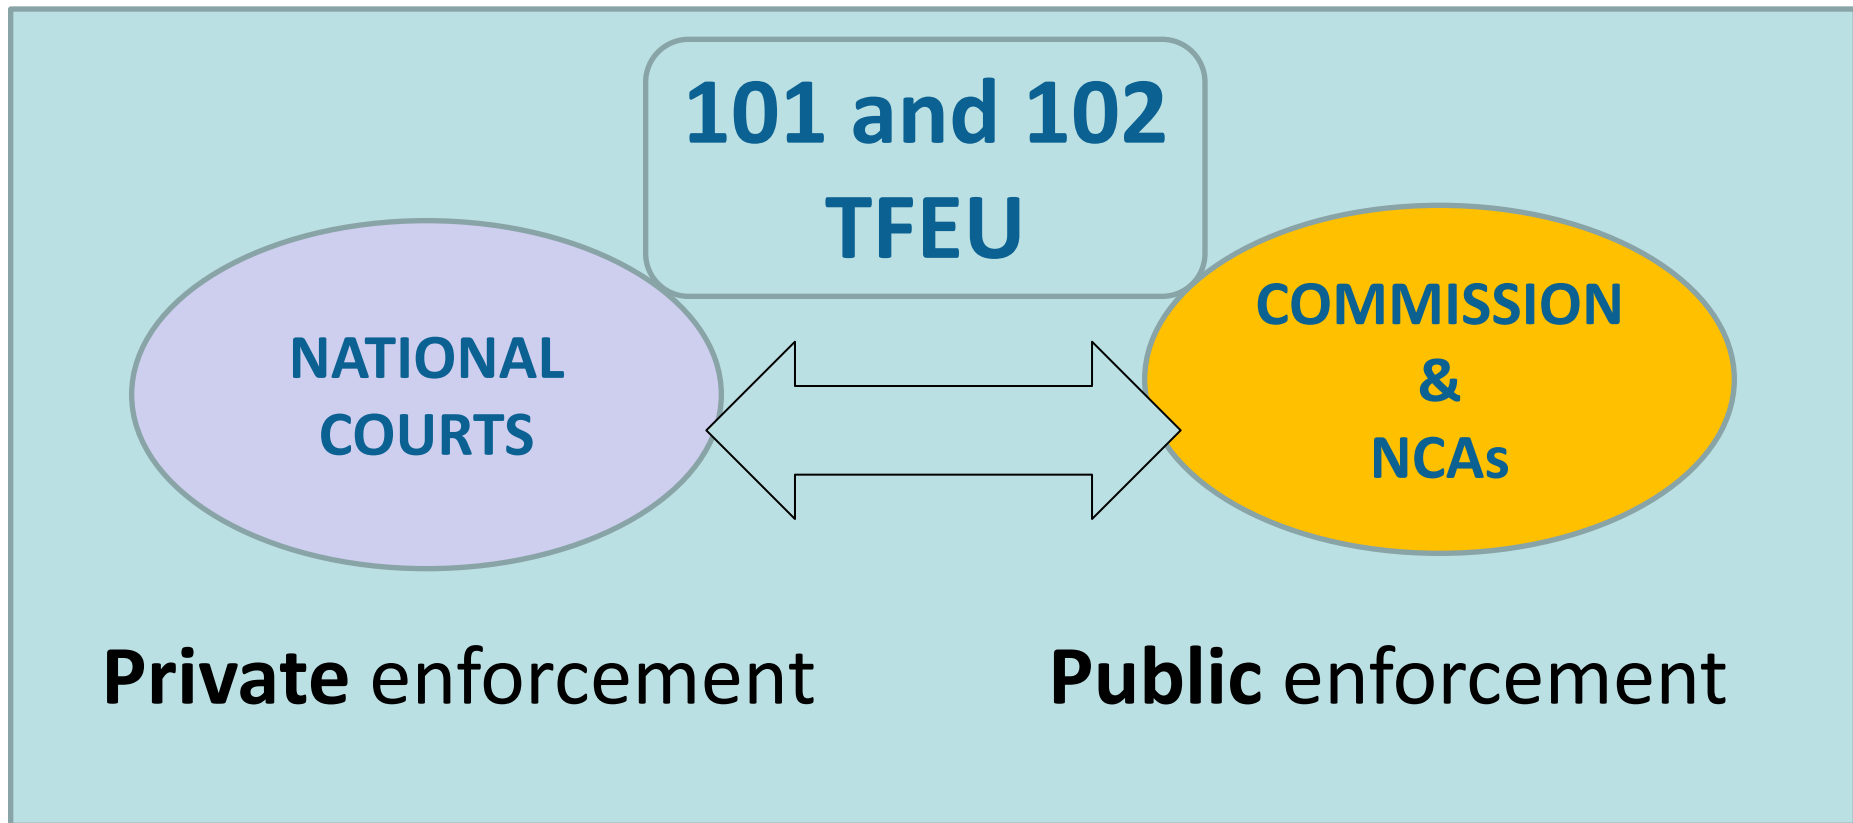 101 and 102
TFEU
NATIONAL
COURTS
COMMISSION
&
NCAs
Private enforcement
Public enforcement